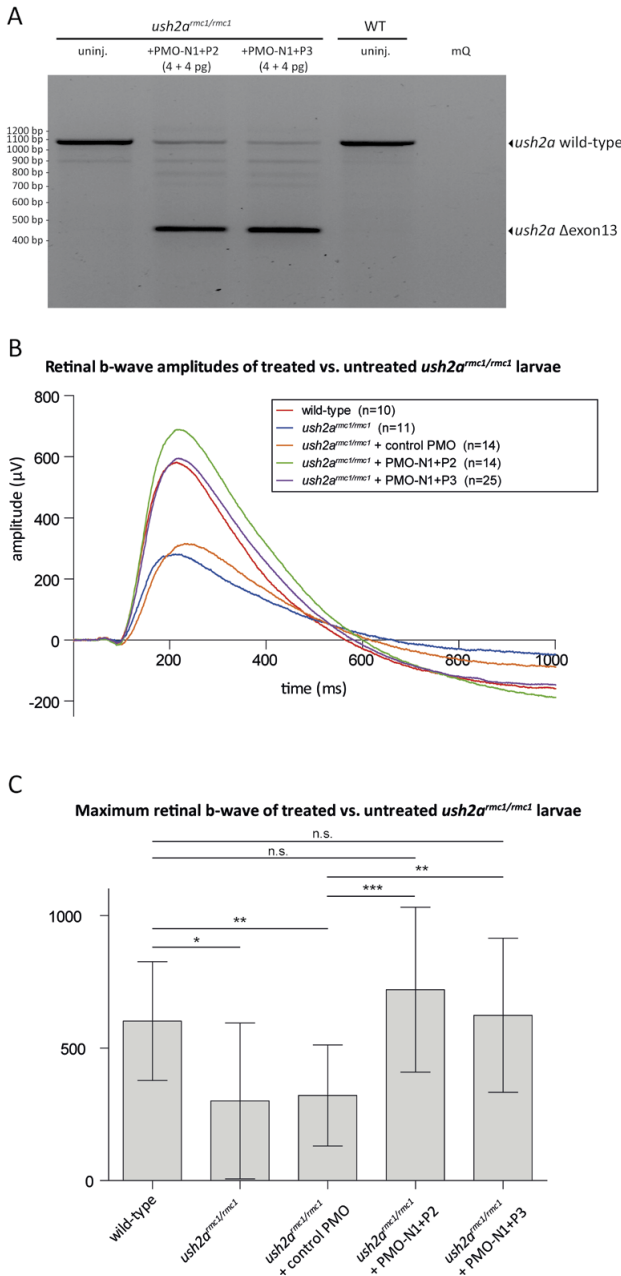 A
ush2a^rmc1/rmc1 WT
uninj. +PMO-N1+P2 +PMO-N1+P3 uninj. mQ
(4 + 4 pg) (4 + 4 pg)
1200 bp
1100 bp
1000 bp
900 bp
800 bp
700 bp
600 bp
500 bp
400 bp
ush2a wild-type
ush2a Δexon13
B
Retinal b-wave amplitudes of treated vs. untreated ush2a^rmc1/rmc1 larvae
amplitude (µV)
800
600
400
200
0
-200
wild-type (n=10)
ush2a^rmc1/rmc1 (n=11)
ush2a^rmc1/rmc1 + control PMO (n=14)
ush2a^rmc1/rmc1 + PMO-N1+P2 (n=14)
ush2a^rmc1/rmc1 + PMO-N1+P3 (n=25)
200 400 600 800 1000
time (ms)
C
Maximum retinal b-wave of treated vs. untreated ush2a^rmc1/rmc1 larvae
n.s.
n.s.
**
***
**
*
1000
500
0
wild-type
ush2a^rmc1/rmc1
ush2a^rmc1/rmc1
+ control PMO
ush2a^rmc1/rmc1
+ PMO-N1+P2
ush2a^rmc1/rmc1
+ PMO-N1+P3